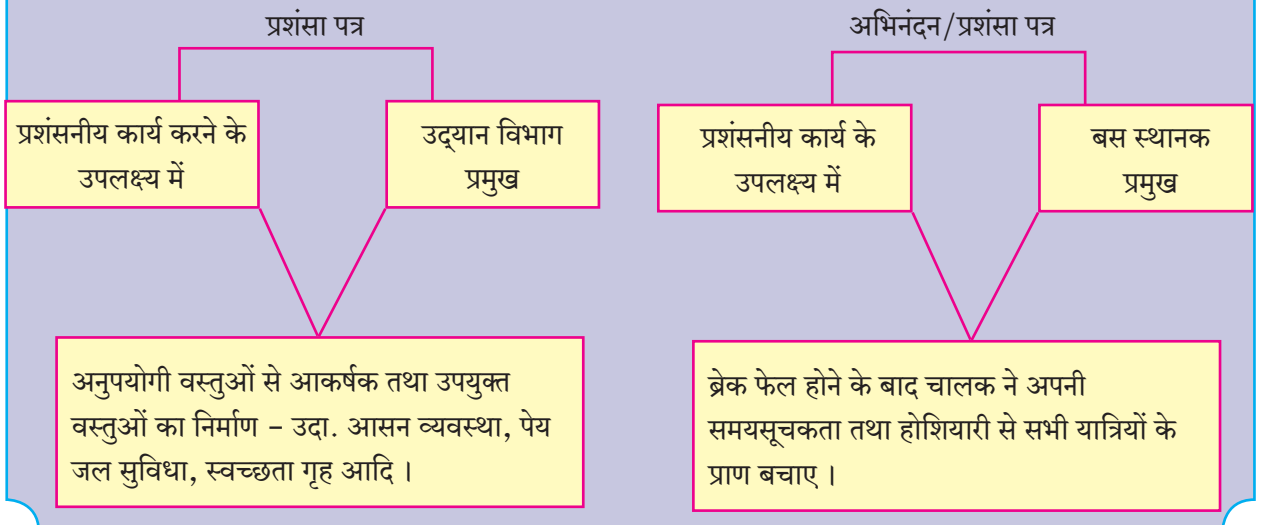 प्रशंसा पत्र
प्रशंसनीय कार्य करने के
उपलक्ष्य में
उद्‌यान विभाग
प्रमुख
अनुपयोगी वस्तुओं से आकर्षक तथा उपयुक्त
वस्तुओं का निर्माण – उदा. आसन व्यवस्था, पेय
जल सुविधा, स्वच्छता गृह आदि ।
अभिनंदन/प्रशंसा पत्र
प्रशंसनीय कार्य के
उपलक्ष्य में
बस स्थानक
प्रमुख
ब्रेक फेल होने के बाद चालक ने अपनी
समयसूचकता तथा होशियारी से सभी यात्रियों के
प्राण बचाए ।